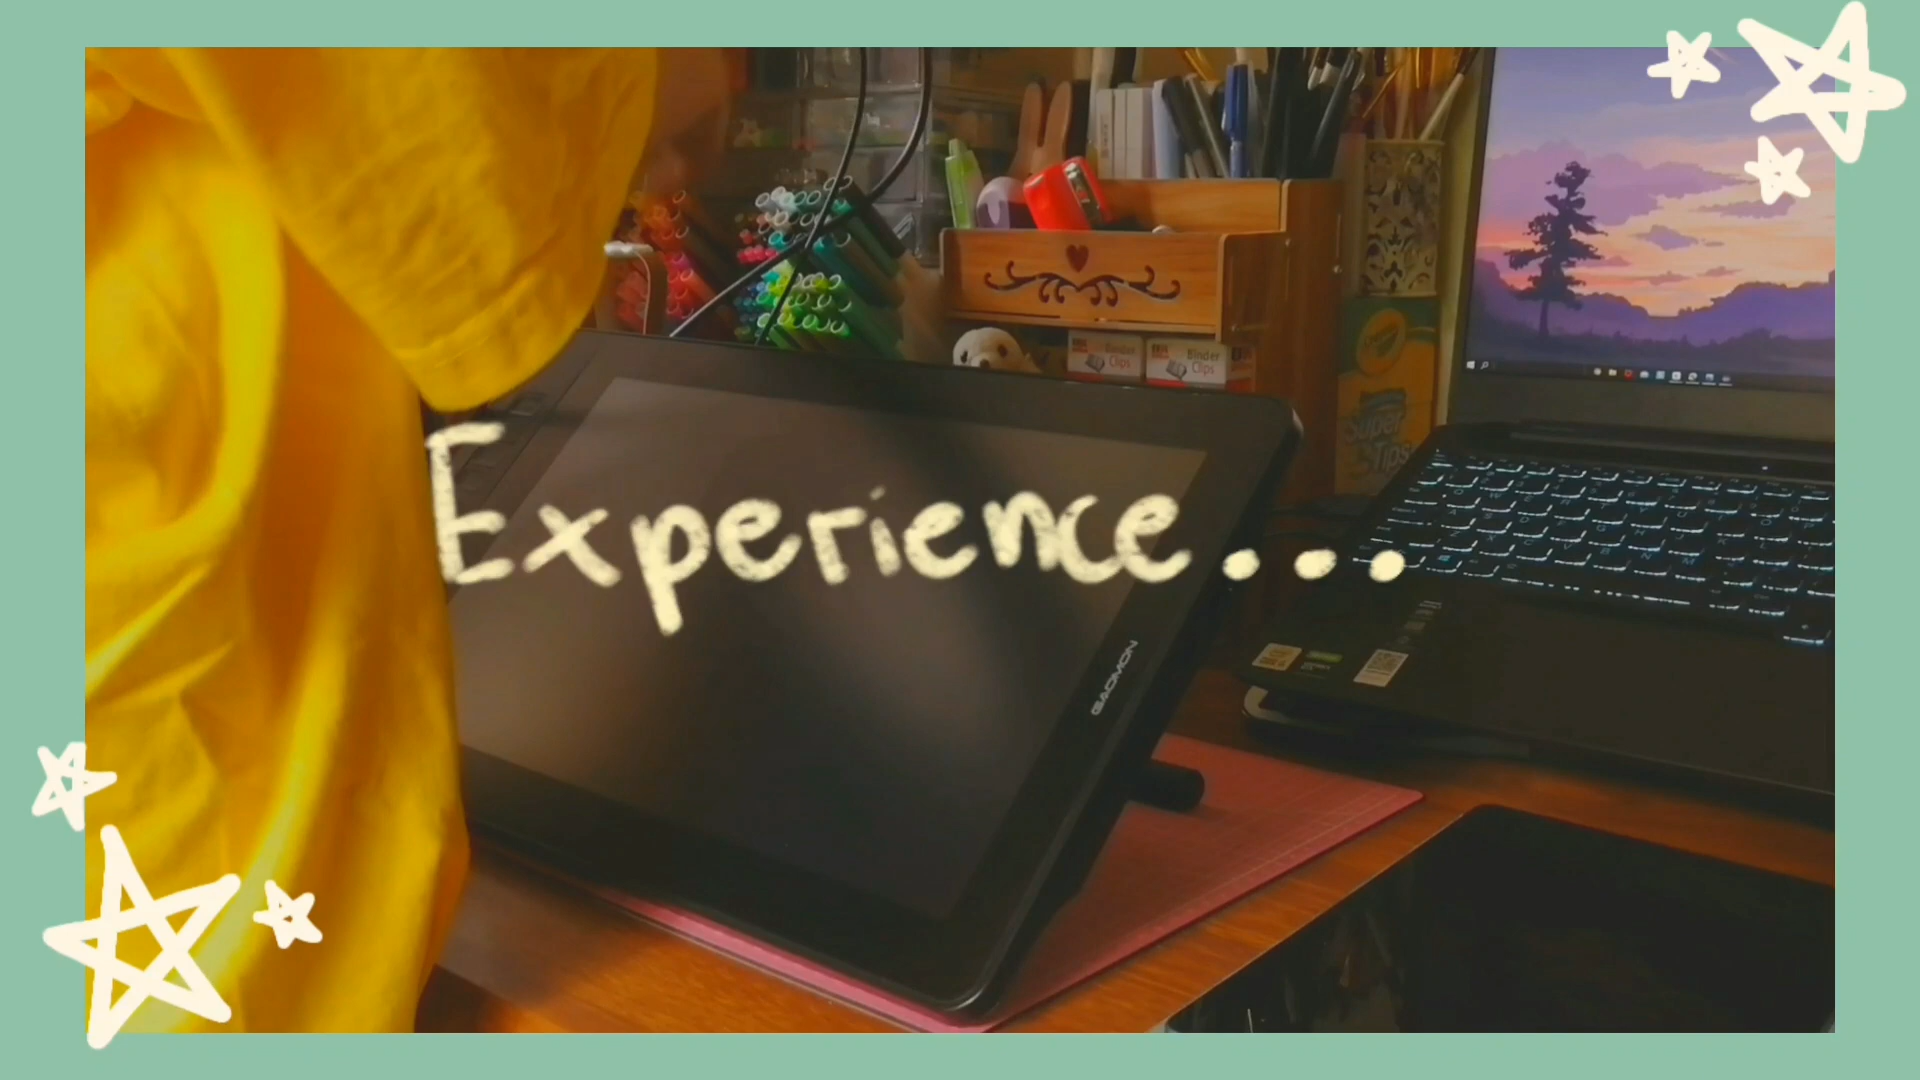 Experience...
Binder
Clips
Binder
Clips
Super
Tips
GAOMON